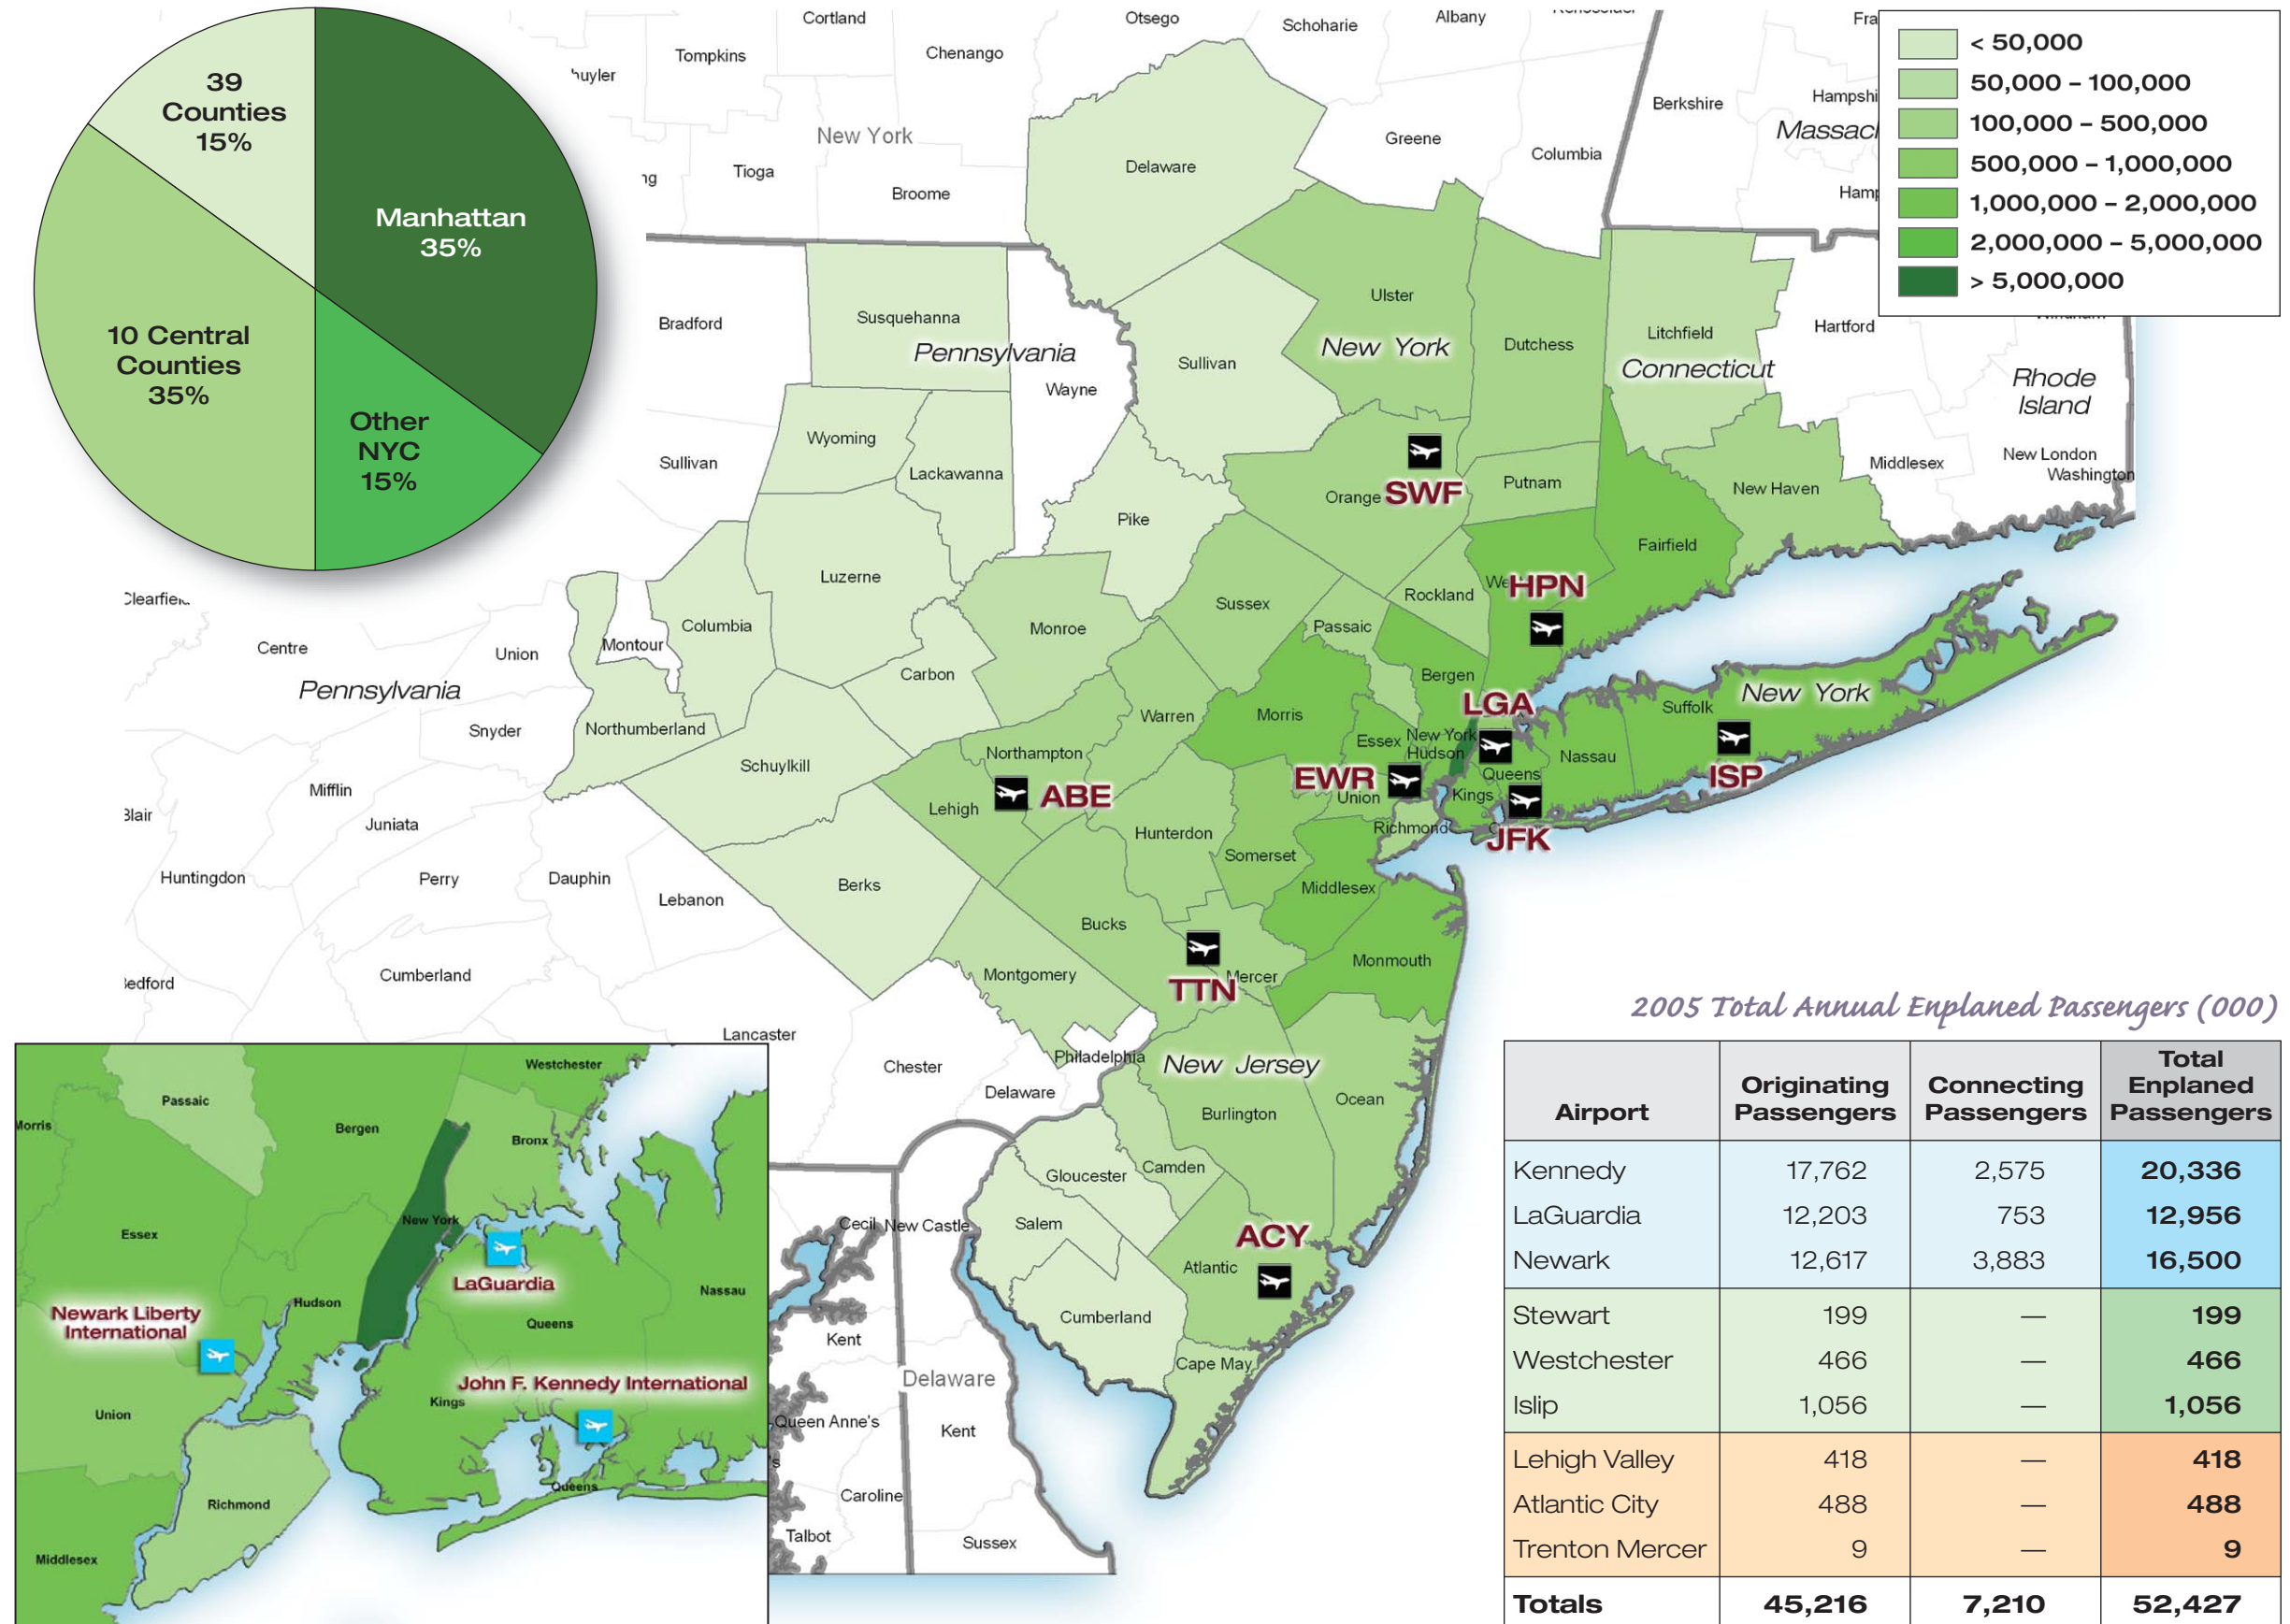 39
Counties
15%
Manhattan
35%
10 Central
Counties
35%
Other
NYC
15%
< 50,000
50,000 – 100,000
100,000 – 500,000
500,000 – 1,000,000
1,000,000 – 2,000,000
2,000,000 – 5,000,000
> 5,000,000
Cortland
Otsego
Schoharie
Albany
Tompkins
Chenango
huyler
Berkshire
Hampshi
Massacl
New York
Greene
Columbia
Tioga
Broome
Delaware
Ulster
New York
Dutchess
Litchfield
Connecticut
Hartford
Rhode
Island
Bradford
Susquehanna
Pennsylvania
Wayne
Sullivan
Wyoming
Lackawanna
Sullivan
Pike
Orange
SWF
Putnam
New Haven
Middlesex
New London
Washington
Fairfield
Luzerne
Columbia
Montour
Monroe
Sussex
Rockland
We
HPN
Passaic
Clearfiel
Centre
Union
Pennsylvania
Carbon
Bergen
LGA
Snyder
Northumberland
Warren
Morris
Suffolk
New York
Mifflin
Schuylkill
Northampton
Essex
New York
Hudson
Nassau
Queens
ISP
Blair
Juniata
Lehigh
ABE
EWR
Union
Kings
Richmond
JFK
Hunterdon
Somerset
Huntingdon
Perry
Dauphin
Lebanon
Berks
Middlesex
Bucks
Monmouth
Bedford
Cumberland
Montgomery
TTN
Mercer
Lancaster
Chester
Philadelphia
Delaware
New Jersey
Burlington
Ocean
Gloucester
Camden
Salem
Cecil
New Castle
ACY
Atlantic
Cumberland
Cape May
Kent
Delaware
Queen Anne's
Kent
Caroline
Talbot
Sussex
Westchester
Passaic
Morris
Bergen
Bronx
New York
Essex
LaGuardia
Nassau
Newark Liberty
International
Hudson
Queens
John F. Kennedy International
Kings
Union
Queens
Richmond
Middlesex
2005 Total Annual Enplaned Passengers (000)
Airport Originating Passengers Connecting Passengers Total Enplaned Passengers
Kennedy 17,762 2,575 20,336
LaGuardia 12,203 753 12,956
Newark 12,617 3,883 16,500
Stewart 199 — 199
Westchester 466 — 466
Islip 1,056 — 1,056
Lehigh Valley 418 — 418
Atlantic City 488 — 488
Trenton Mercer 9 — 9
Totals 45,216 7,210 52,427